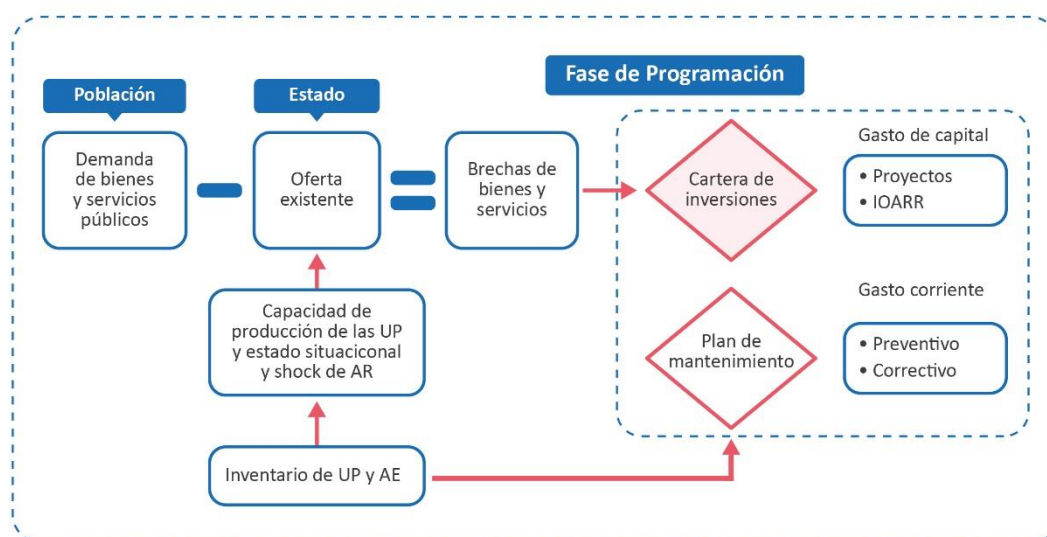 Fase de Programación
Población
Estado
Demanda
de bienes
y servicios
públicos
Oferta
existente
Brechas de
bienes y
servicios
Cartera de
inversiones
Gasto de capital
• Proyectos
• IOARR
Capacidad de
producción de las UP
y estado situaciconal
y shock de AR
Plan de
mantenimiento
Gasto corriente
• Preventivo
• Correctivo
Inventario de UP y AE